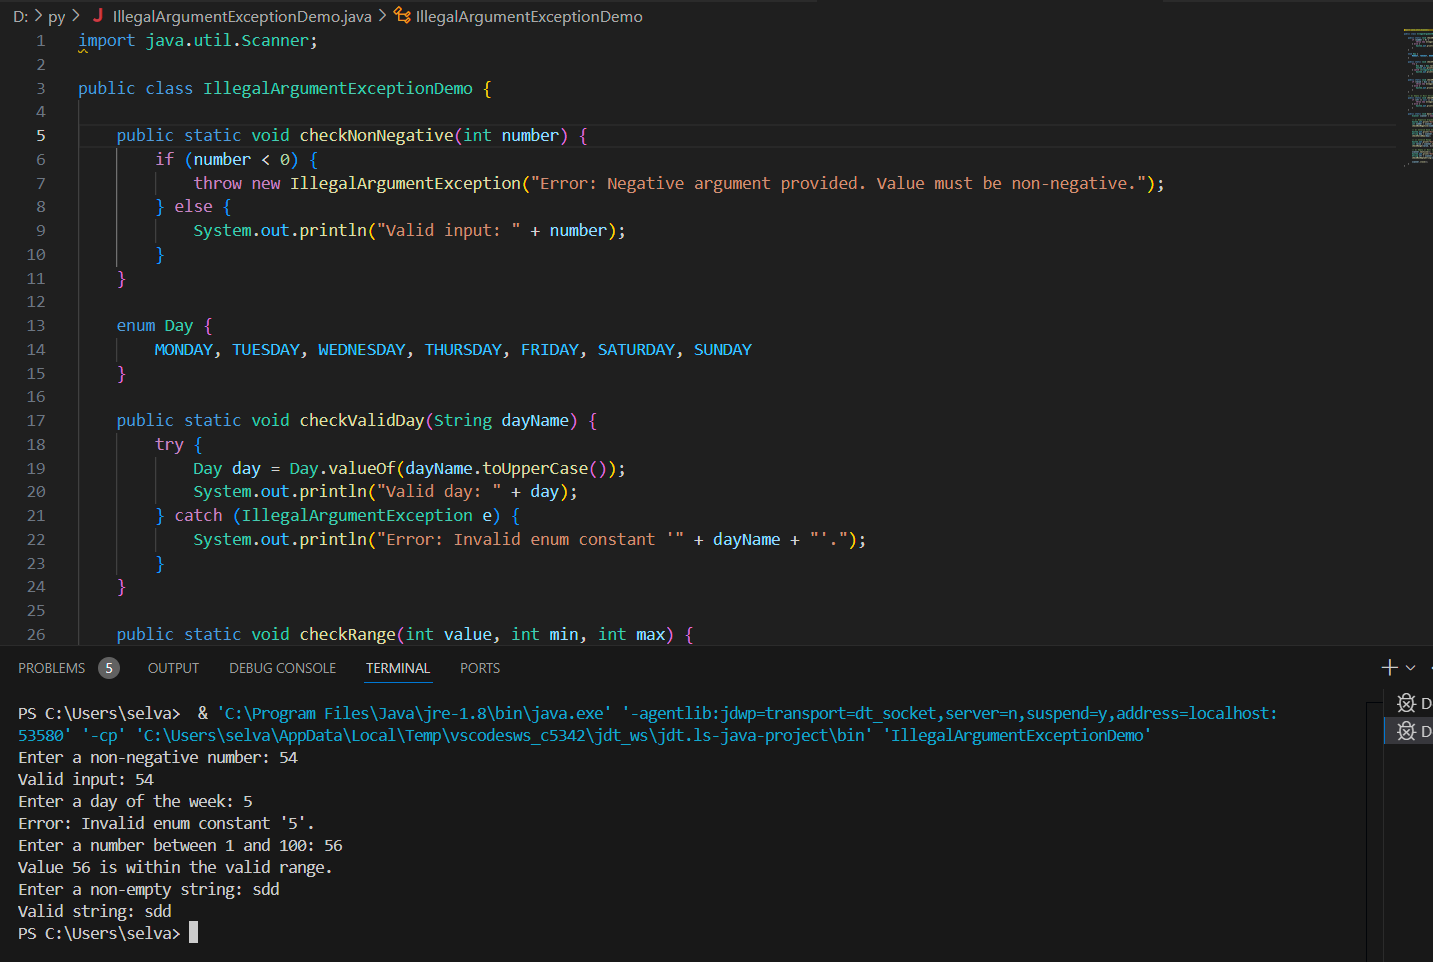 D: > py > J IllegalArgumentExceptionDemo.java > IllegalArgumentExceptionDemo
1 import java.util.Scanner;
2
3 public class IllegalArgumentExceptionDemo {
4
5 public static void checkNonNegative(int number) {
6 if (number < 0) {
7 throw new IllegalArgumentException("Error: Negative argument provided. Value must be non-negative.");
8 } else {
9 System.out.println("Valid input: " + number);
10 }
11 }
12
13 enum Day {
14 MONDAY, TUESDAY, WEDNESDAY, THURSDAY, FRIDAY, SATURDAY, SUNDAY
15 }
16
17 public static void checkValidDay(String dayName) {
18 try {
19 Day day = Day.valueOf(dayName.toUpperCase());
20 System.out.println("Valid day: " + day);
21 } catch (IllegalArgumentException e) {
22 System.out.println("Error: Invalid enum constant '" + dayName + "'.");
23 }
24 }
25
26 public static void checkRange(int value, int min, int max) {
PROBLEMS 5 OUTPUT DEBUG CONSOLE TERMINAL PORTS
PS C:\Users\selva> & 'C:\Program Files\Java\jre-1.8\bin\java.exe' '-agentlib:jdwp=transport=dt_socket,server=n,suspend=y,address=localhost:
53580' '-cp' 'C:\Users\selva\AppData\Local\Temp\vscodesws_c5342\jdt_ws\jdt.ls-java-project\bin' 'IllegalArgumentExceptionDemo'
Enter a non-negative number: 54
Valid input: 54
Enter a day of the week: 5
Error: Invalid enum constant '5'.
Enter a number between 1 and 100: 56
Value 56 is within the valid range.
Enter a non-empty string: sdd
Valid string: sdd
PS C:\Users\selva>
D
D